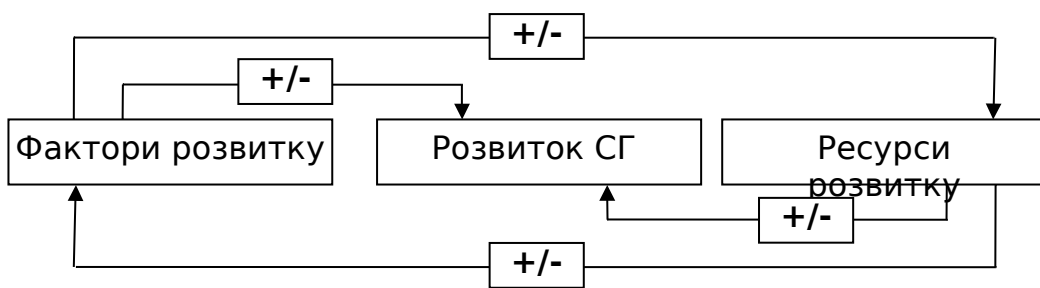 +/-
+/-
Фактори розвитку
Розвиток СГ
Ресурси
розвитку
+/-
+/-